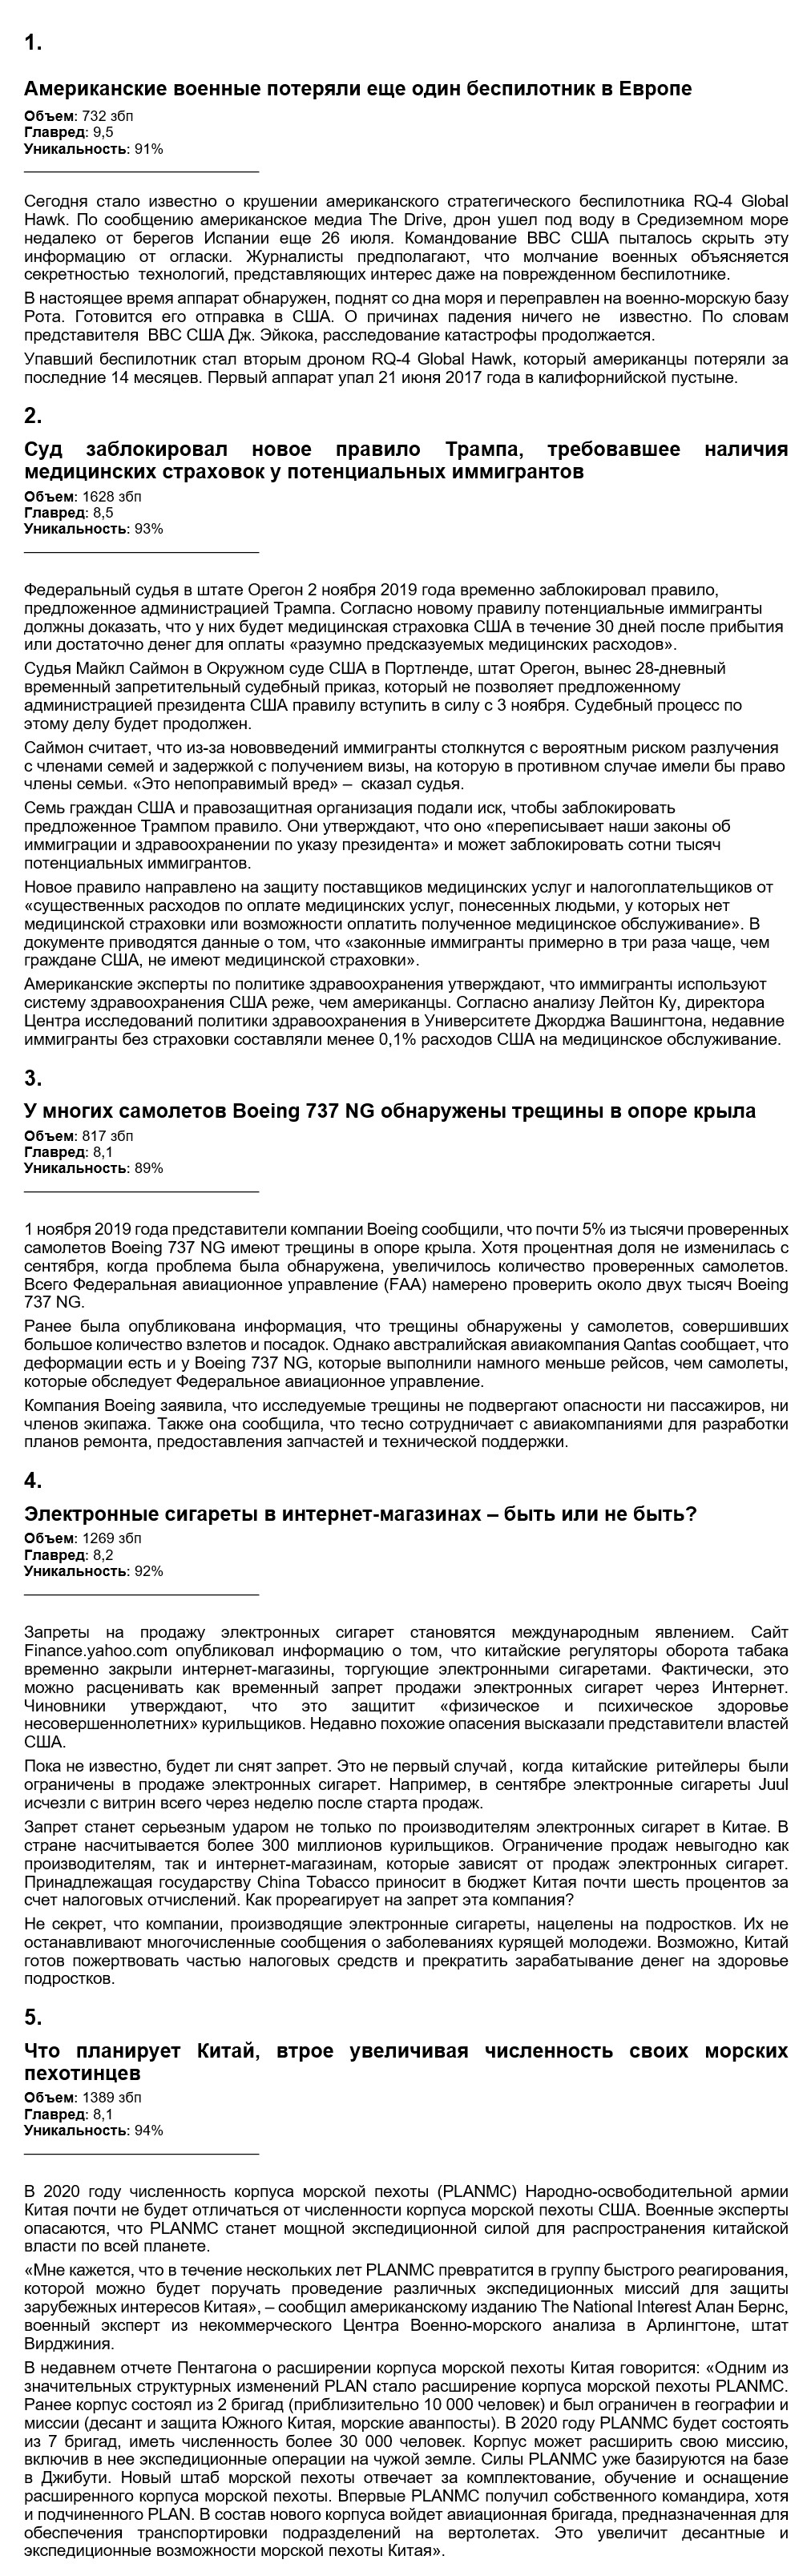 1.
Американские военные потеряли еще один беспилотник в Европе
Объем: 732 збп
Главред: 9,5
Уникальность: 91%
Сегодня стало известно о крушении американского стратегического беспилотника RQ-4 Global
Hawk. По сообщению американское медиа The Drive, дрон ушел под воду в Средиземном море
недалеко от берегов Испании еще 26 июля. Командование ВВС США пыталось скрыть эту
информацию от огласки. Журналисты предполагают, что молчание военных объясняется
секретностью технологий, представляющих интерес даже на поврежденном беспилотнике.
В настоящее время аппарат обнаружен, поднят со дна моря и переправлен на военно-морскую базу
Рота. Готовится его отправка в США. О причинах падения ничего не известно. По словам
представителя ВВС США Дж. Эйкока, расследование катастрофы продолжается.
Упавший беспилотник стал вторым дроном RQ-4 Global Hawk, который американцы потеряли за
последние 14 месяцев. Первый аппарат упал 21 июня 2017 года в калифорнийской пустыне.
2.
Суд заблокировал новое правило Трампа, требовавшее наличия
медицинских страховок у потенциальных иммигрантов
Объем: 1628 збп
Главред: 8,5
Уникальность: 93%
Федеральный судья в штате Орегон 2 ноября 2019 года временно заблокировал правило,
предложенное администрацией Трампа. Согласно новому правилу потенциальные иммигранты
должны доказать, что у них будет медицинская страховка США в течение 30 дней после прибытия
или достаточно денег для оплаты «разумно предсказуемых медицинских расходов».
Судья Майкл Саймон в Окружном суде США в Портленде, штат Орегон, вынес 28-дневный
временный запретительный судебный приказ, который не позволяет предложенному
администрацией президента США правилу вступить в силу с 3 ноября. Судебный процесс по
этому делу будет продолжен.
Саймон считает, что из-за нововведений иммигранты столкнутся с вероятным риском разлучения
с членами семей и задержкой с получением визы, на которую в противном случае имели бы право
члены семьи. «Это непоправимый вред» – сказал судья.
Семь граждан США и правозащитная организация подали иск, чтобы заблокировать
предложенное Трампом правило. Они утверждают, что оно «переписывает наши законы об
иммиграции и здравоохранении по указу президента» и может заблокировать сотни тысяч
потенциальных иммигрантов.
Новое правило направлено на защиту поставщиков медицинских услуг и налогоплательщиков от
«существенных расходов по оплате медицинских услуг, понесенных людьми, у которых нет
медицинской страховки или возможности оплатить полученное медицинское обслуживание». В
документе приводятся данные о том, что «законные иммигранты примерно в три раза чаще, чем
граждане США, не имеют медицинской страховки».
Американские эксперты по политике здравоохранения утверждают, что иммигранты используют
систему здравоохранения США реже, чем американцы. Согласно анализу Лейтон Ку, директора
Центра исследований политики здравоохранения в Университете Джорджа Вашингтона, недавние
иммигранты без страховки составляли менее 0,1% расходов США на медицинское обслуживание.
3.
У многих самолетов Boeing 737 NG обнаружены трещины в опоре крыла
Объем: 817 збп
Главред: 8,1
Уникальность: 89%
1 ноября 2019 года представители компании Boeing сообщили, что почти 5% из тысячи проверенных
самолетов Boeing 737 NG имеют трещины в опоре крыла. Хотя процентная доля не изменилась с
сентября, когда проблема была обнаружена, увеличилось количество проверенных самолетов.
Всего Федеральная авиационное управление (FAA) намерено проверить около двух тысяч Boeing
737 NG.
Ранее была опубликована информация, что трещины обнаружены у самолетов, совершивших
большое количество взлетов и посадок. Однако австралийская авиакомпания Qantas сообщает, что
деформации есть и у Boeing 737 NG, которые выполнили намного меньше рейсов, чем самолеты,
которые обследует Федеральное авиационное управление.
Компания Boeing заявила, что исследуемые трещины не подвергают опасности ни пассажиров, ни
членов экипажа. Также она сообщила, что тесно сотрудничает с авиакомпаниями для разработки
планов ремонта, предоставления запчастей и технической поддержки.
4.
Электронные сигареты в интернет-магазинах – быть или не быть?
Объем: 1269 збп
Главред: 8,2
Уникальность: 92%
Запреты на продажу электронных сигарет становятся международным явлением. Сайт
Finance.yahoo.com опубликовал информацию о том, что китайские регуляторы оборота табака
временно закрыли интернет-магазины, торгующие электронными сигаретами. Фактически, это
можно расценивать как временный запрет продажи электронных сигарет через Интернет.
Чиновники утверждают, что это защитит «физическое и психическое здоровье
несовершеннолетних» курильщиков. Недавно похожие опасения высказали представители властей
США.
Пока не известно, будет ли снят запрет. Это не первый случай, когда китайские ритейлеры были
ограничены в продаже электронных сигарет. Например, в сентябре электронные сигареты Juul
исчезли с витрин всего через неделю после старта продаж.
Запрет станет серьезным ударом не только по производителям электронных сигарет в Китае. В
стране насчитывается более 300 миллионов курильщиков. Ограничение продаж невыгодно как
производителям, так и интернет-магазинам, которые зависят от продаж электронных сигарет.
Принадлежащая государству China Tobacco приносит в бюджет Китая почти шесть процентов за
счет налоговых отчислений. Как прореагирует на запрет эта компания?
Не секрет, что компании, производящие электронные сигареты, нацелены на подростков. Их не
останавливают многочисленные сообщения о заболеваниях курящей молодежи. Возможно, Китай
готов пожертвовать частью налоговых средств и прекратить зарабатывание денег на здоровье
подростков.
5.
Что планирует Китай, втрое увеличивая численность своих морских
пехотинцев
Объем: 1389 збп
Главред: 8,1
Уникальность: 94%
В 2020 году численность корпуса морской пехоты (PLANMC) Народно-освободительной армии
Китая почти не будет отличаться от численности корпуса морской пехоты США. Военные эксперты
опасаются, что PLANMC станет мощной экспедиционной силой для распространения китайской
власти по всей планете.
«Мне кажется, что в течение нескольких лет PLANMC превратится в группу быстрого реагирования,
которой можно будет поручать проведение различных экспедиционных миссий для защиты
зарубежных интересов Китая», – сообщил американскому изданию The National Interest Алан Бернс,
военный эксперт из некоммерческого Центра Военно-морского анализа в Арлингтоне, штат
Вирджиния.
В недавнем отчете Пентагона о расширении корпуса морской пехоты Китая говорится: «Одним из
значительных структурных изменений PLAN стало расширение корпуса морской пехоты PLANMC.
Ранее корпус состоял из 2 бригад (приблизительно 10 000 человек) и был ограничен в географии и
миссии (десант и защита Южного Китая, морские аванпосты). В 2020 году PLANMC будет состоять
из 7 бригад, иметь численность более 30 000 человек. Корпус может расширить свою миссию,
включив в нее экспедиционные операции на чужой земле. Силы PLANMC уже базируются на базе
в Джибути. Новый штаб морской пехоты отвечает за комплектование, обучение и оснащение
расширенного корпуса морской пехоты. Впервые PLANMC получил собственного командира, хотя
и подчиненного PLAN. В состав нового корпуса войдет авиационная бригада, предназначенная для
обеспечения транспортировки подразделений на вертолетах. Это увеличит десантные и
экспедиционные возможности морской пехоты Китая».